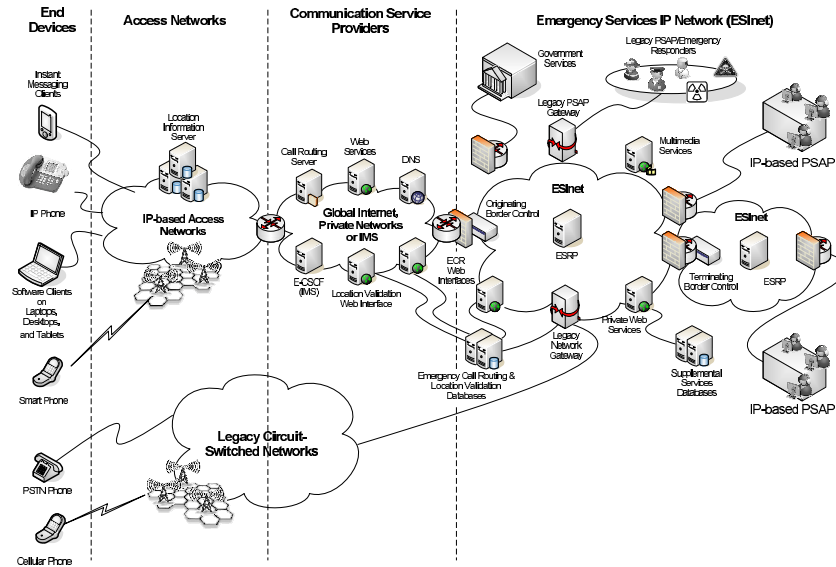 End
Devices
Access Networks
Communication Service
Providers
Emergency Services IP Network (ESInet)
Instant
Messaging
Clients
IP Phone
Software Clients
on
Laptops,
Desktops,
and Tablets
Smart Phone
PSTN Phone
Cellular Phone
Location
Information
Server
IP-based Access
Networks
Legacy Circuit-
Switched Networks
Call Routing
Server
Web
Services
DNS
Global Internet,
Private Networks
or IMS
E-CSCF
(IMS)
Location Validation
Web Interface
ECR
Web
Interfaces
Originating
Border Control
Government
Services
Legacy PSAP/Emergency
Responders
Legacy PSAP
Gateway
Multimedia
Services
ESInet
ESRP
Legacy
Network
Gateway
Private Web
Services
Emergency Call Routing &
Location Validation
Databases
Supplemental
Services
Databases
IP-based PSAP
ESInet
Terminating
Border Control
ESRP
IP-based PSAP